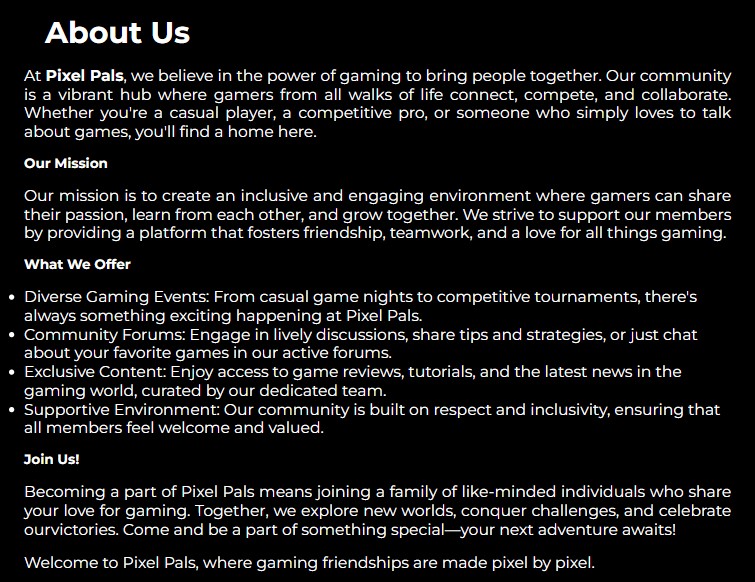 About Us
At Pixel Pals, we believe in the power of gaming to bring people together. Our community
is a vibrant hub where gamers from all walks of life connect, compete, and collaborate.
Whether you're a casual player, a competitive pro, or someone who simply loves to talk
about games, you'll find a home here.
Our Mission
Our mission is to create an inclusive and engaging environment where gamers can share
their passion, learn from each other, and grow together. We strive to support our members
by providing a platform that fosters friendship, teamwork, and a love for all things gaming.
What We Offer
• Diverse Gaming Events: From casual game nights to competitive tournaments, there's
always something exciting happening at Pixel Pals.
• Community Forums: Engage in lively discussions, share tips and strategies, or just chat
about your favorite games in our active forums.
• Exclusive Content: Enjoy access to game reviews, tutorials, and the latest news in the
gaming world, curated by our dedicated team.
• Supportive Environment: Our community is built on respect and inclusivity, ensuring that
all members feel welcome and valued.
Join Us!
Becoming a part of Pixel Pals means joining a family of like-minded individuals who share
your love for gaming. Together, we explore new worlds, conquer challenges, and celebrate
ourvictories. Come and be a part of something special—your next adventure awaits!
Welcome to Pixel Pals, where gaming friendships are made pixel by pixel.